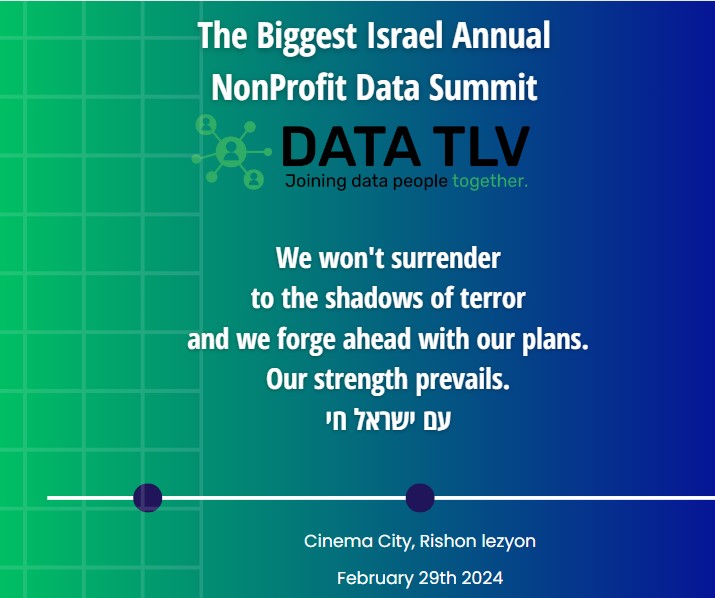 The Biggest Israel Annual
NonProfit Data Summit
DATA TLV
Joining data people together.
We won't surrender
to the shadows of terror
and we forge ahead with our plans.
Our strength prevails.
עם ישראל חי
Cinema City, Rishon lezyon
February 29th 2024